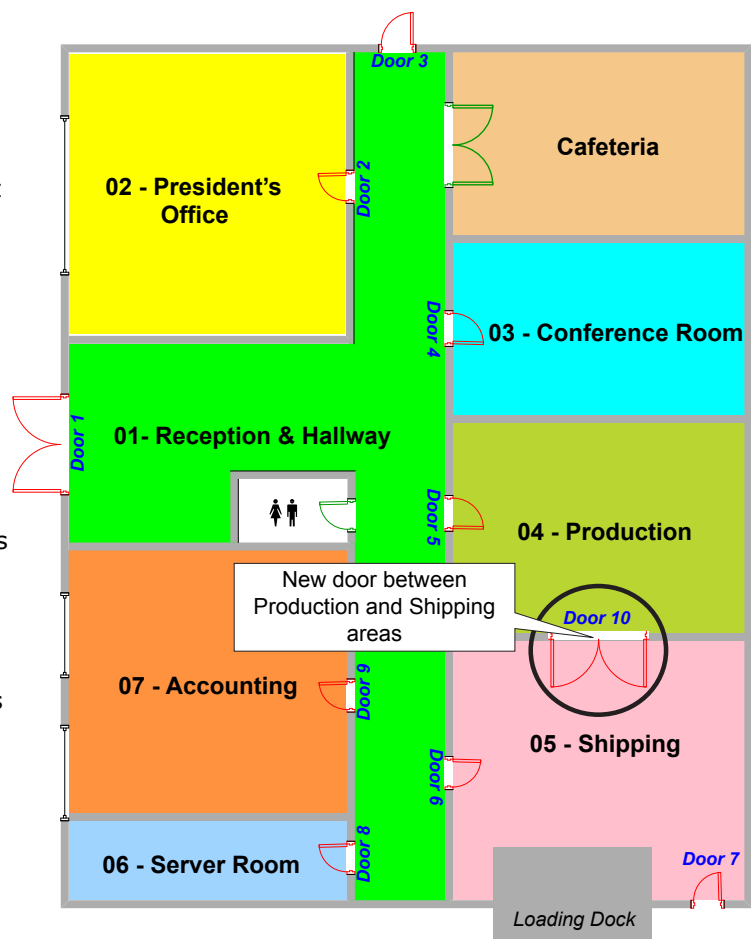 Door 3
Cafeteria
02 - President's
Office
Door 2
Door 4
03 - Conference Room
Door 1
01- Reception & Hallway
Door 5
04 - Production
s
New door between
Production and Shipping
areas
Door 10
07 - Accounting
Door 9
s
05 - Shipping
Door 6
06 - Server Room
Door 8
Door 7
Loading Dock